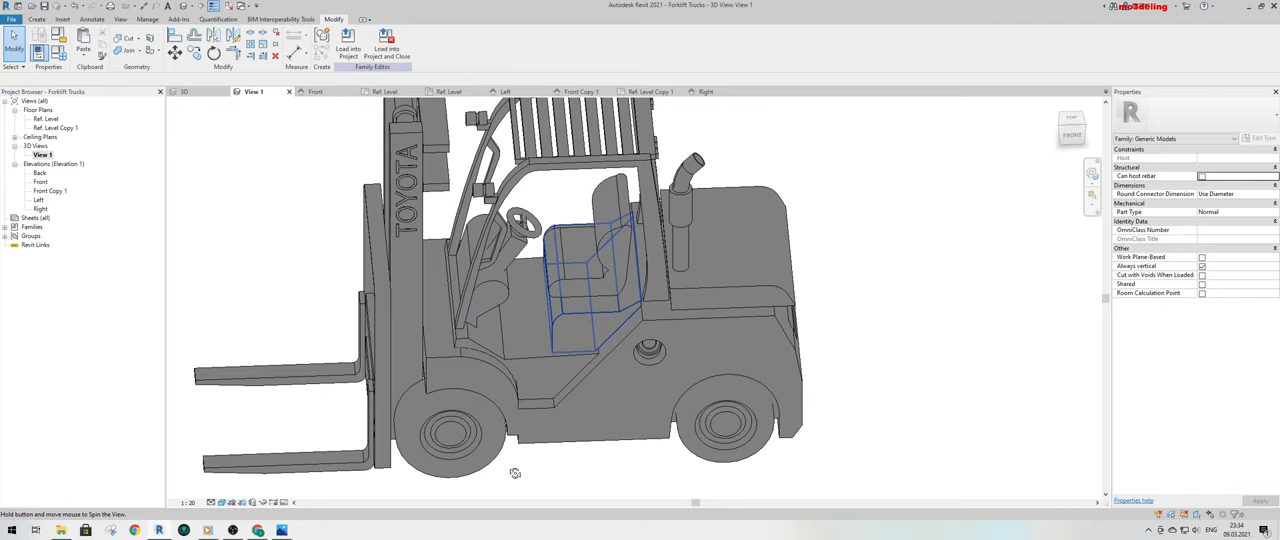 Autodesk Revit 2021 - Forklift Trucks - 3D View: View 1
mo3deling
File
Create
Insert
Annotate
View
Manage
Add-Ins
Quantification
BIM Interoperability Tools
Modify
Modify
Paste
Cut
Join
Load into Project
Load into Project and Close
Select
Properties
Clipboard
Geometry
Modify
Measure
Create
Family Editor
Project Browser - Forklift Trucks
3D
View 1
Front
Ref. Level
Ref. Level
Left
Front Copy 1
Ref. Level Copy 1
Right
Properties
Views (all)
Floor Plans
Ref. Level
Ref. Level Copy 1
Ceiling Plans
3D Views
View 1
Elevations (Elevation 1)
Back
Front
Front Copy 1
Left
Right
Sheets (all)
Families
Groups
Revit Links
TOYOTA
TOP
FRONT
Family: Generic Models
Edit Type
Constraints
Host
Structural
Can host rebar
Dimensions
Round Connector Dimension
Use Diameter
Mechanical
Part Type
Normal
Identity Data
OmniClass Number
OmniClass Title
Other
Work Plane-Based
Always vertical
Cut with Voids When Loaded
Shared
Room Calculation Point
Properties help
Apply
1 : 20
Hold button and move mouse to Spin the View.
:0
ENG
23:34
09.03.2021